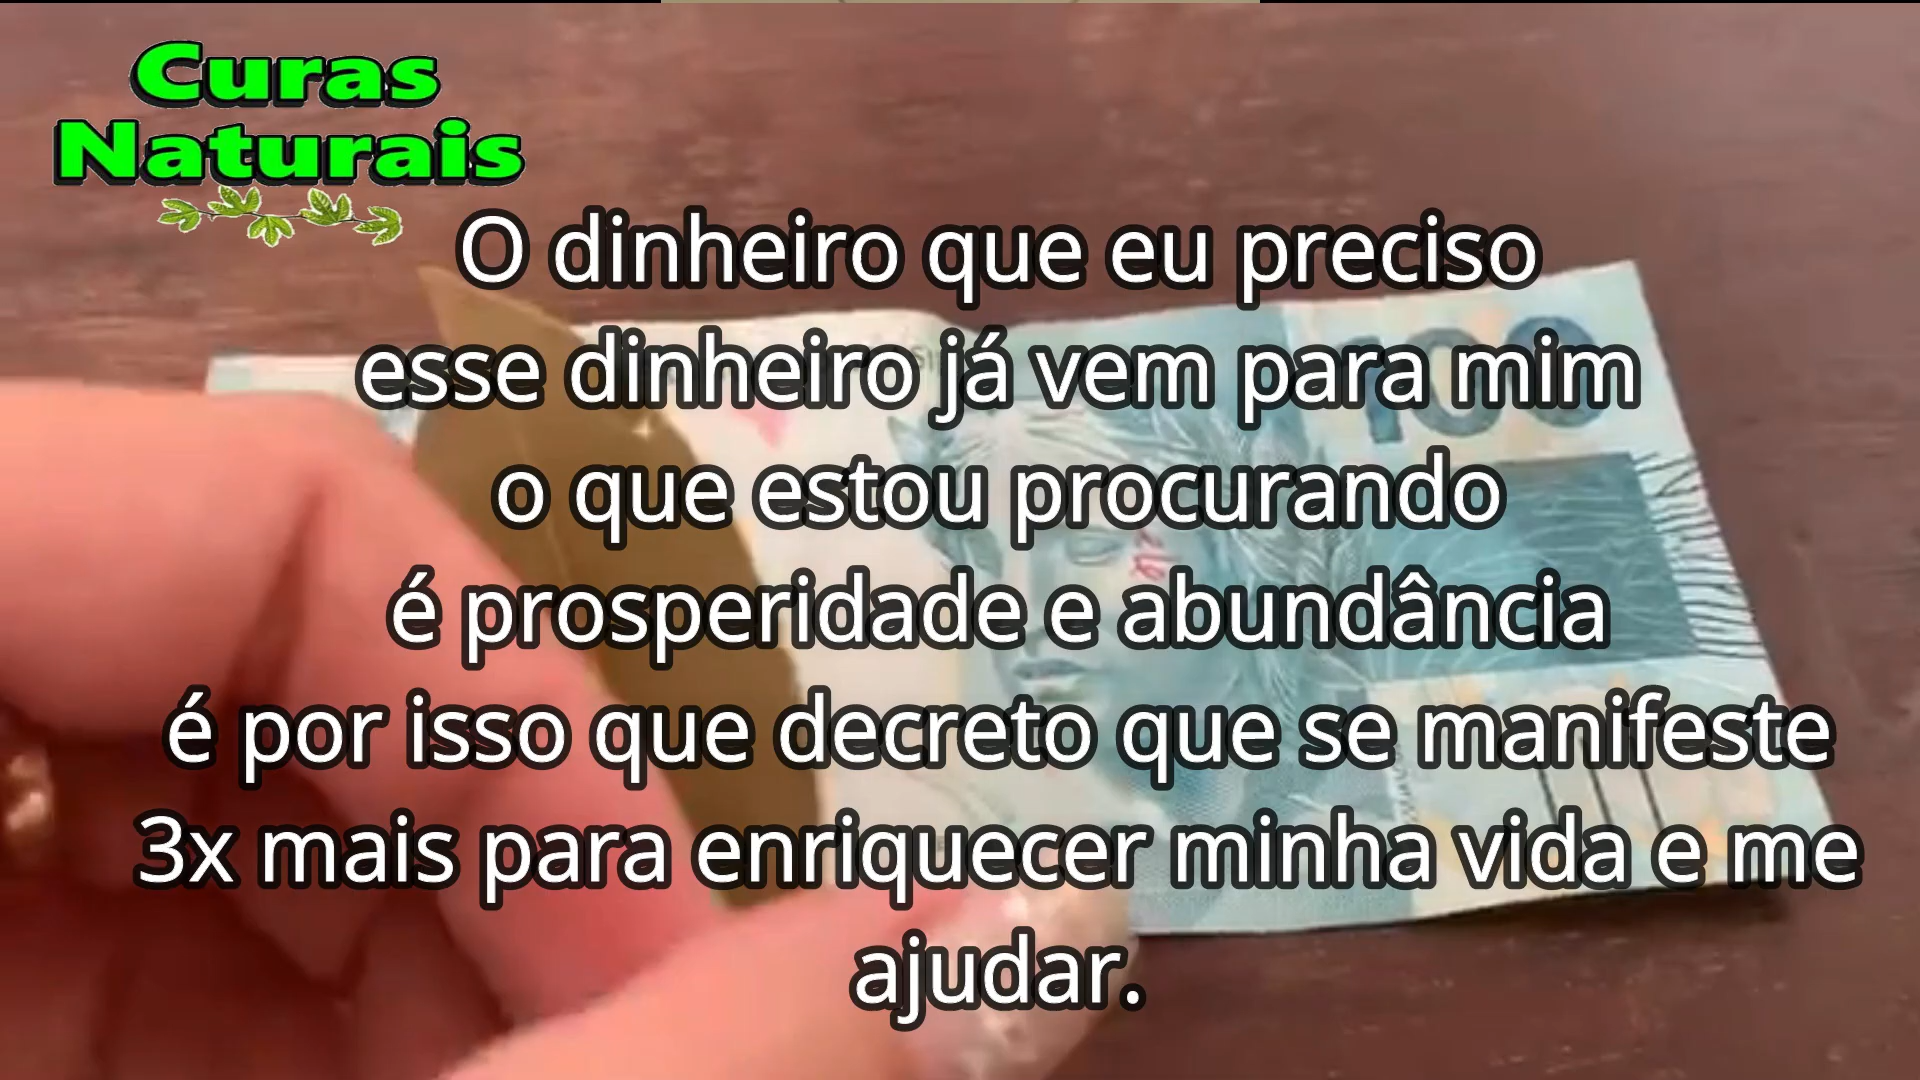 Curas
Naturais
O dinheiro que eu preciso
esse dinheiro já vem para mim
o que estou procurando
é prosperidade e abundância
é por isso que decreto que se manifeste
3x mais para enriquecer minha vida e me
ajudar.
100